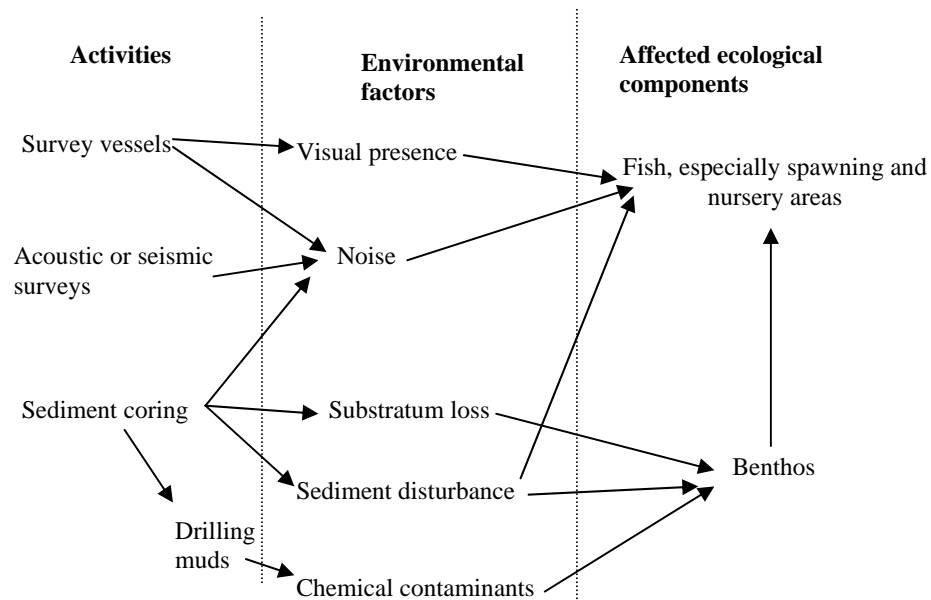 Activities
Environmental
factors
Affected ecological
components
Survey vessels
Visual presence
Fish, especially spawning and
nursery areas
Acoustic or seismic
surveys
Noise
Sediment coring
Substratum loss
Benthos
Sediment disturbance
Drilling
muds
Chemical contaminants